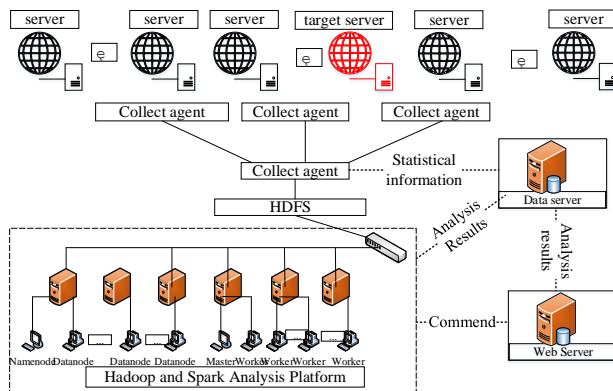 server
server
server
target server
server
server
Collect agent
Collect agent
Collect agent
Collect agent
Statistical
information
HDFS
Data server
Analysis
Results
Analysis
results
Commend
Web Server
Namenode
Datanode
...
Datanode
...
Datanode
Master
Worker
Worker
...
Worker
...
Worker
Hadoop and Spark Analysis Platform